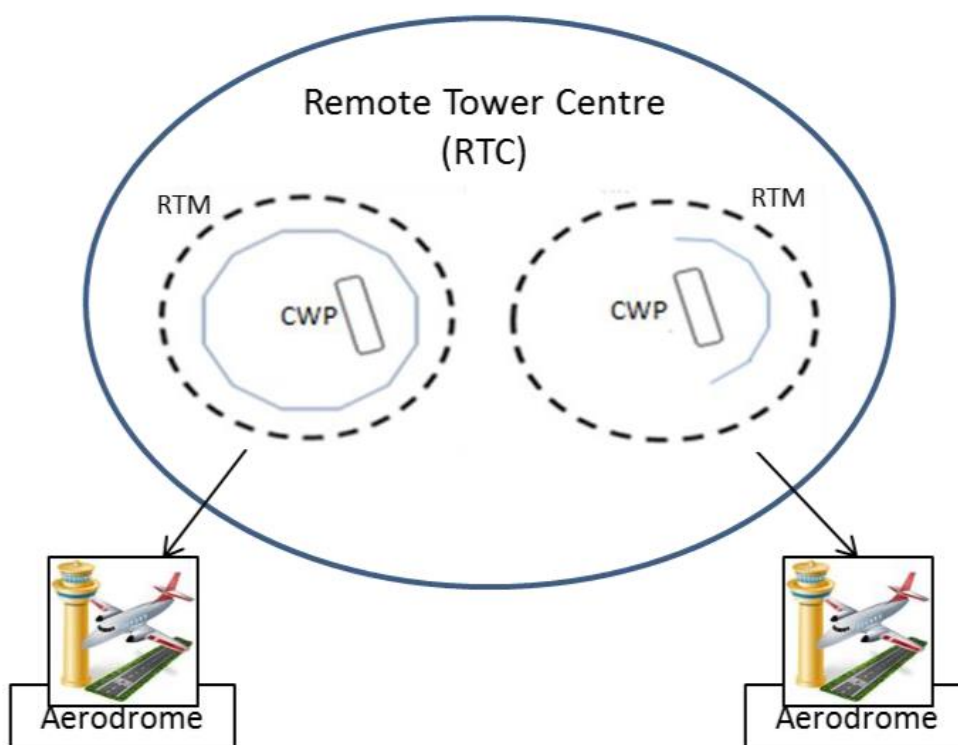 Remote Tower Centre
(RTC)
RTM
RTM
CWP
CWP
Aerodrome
Aerodrome